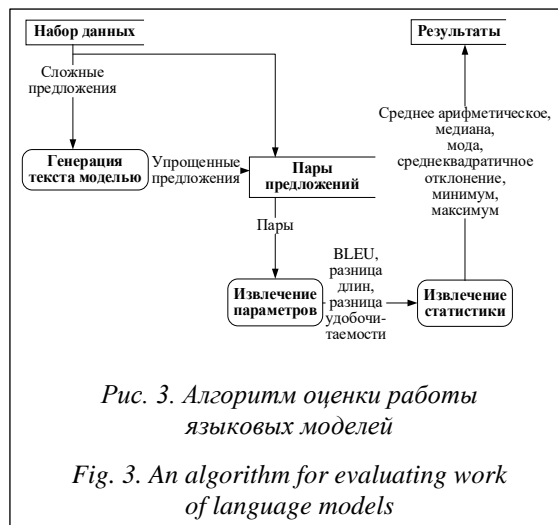 Набор данных
Результаты
Сложные
предложения
Среднее арифметическое,
медиана,
мода,
среднеквадратичное
отклонение,
минимум,
максимум
Генерация
текста моделью
Упрощенные
предложения
Пары
предложений
Пары
Извлечение
параметров
BLEU,
разница
длин,
разница
удобочи-
таемости
Извлечение
статистики
Рис. 3. Алгоритм оценки работы
языковых моделей
Fig. 3. An algorithm for evaluating work
of language models